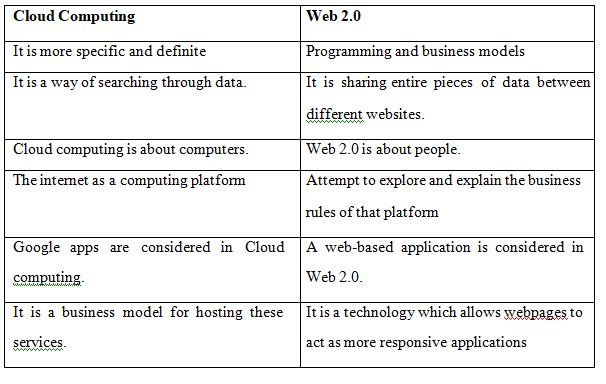 Cloud Computing
Web 2.0
It is more specific and definite
Programming and business models
It is a way of searching through data.
It is sharing entire pieces of data between
different websites.
Cloud computing is about computers.
Web 2.0 is about people.
The internet as a computing platform
Attempt to explore and explain the business
rules of that platform
Google apps are considered in Cloud
computing.
A web-based application is considered in
Web 2.0.
It is a business model for hosting these
services.
It is a technology which allows webpages to
act as more responsive applications